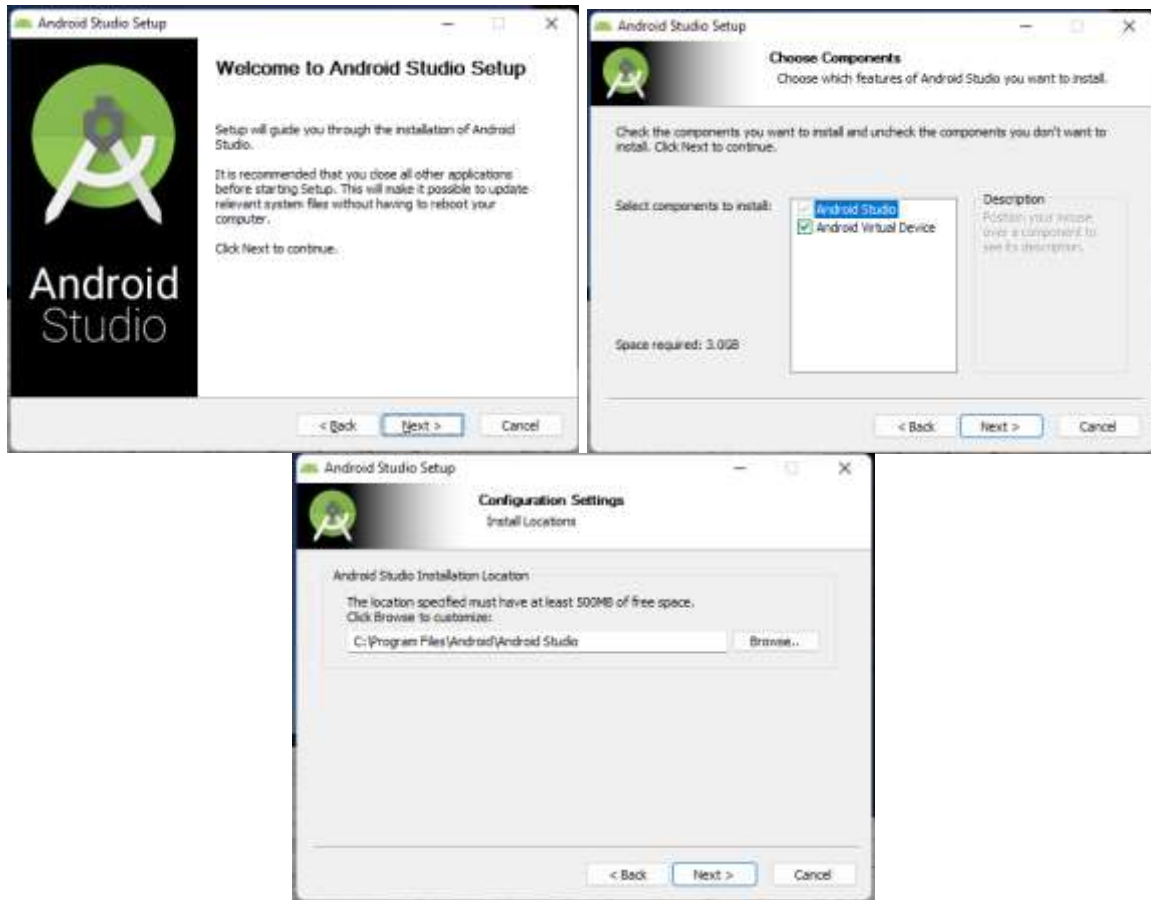 Android Studio Setup
Welcome to Android Studio Setup
Setup will guide you through the installation of Android
Studio.
It is recommended that you close all other applications
before starting Setup. This will make it possible to update
relevant system files without having to reboot your
computer.
Click Next to continue.
Android
Studio
< Back
Next >
Cancel
Android Studio Setup
Choose Components
Choose which features of Android Studio you want to install.
Check the components you want to install and uncheck the components you don't want to
install. Click Next to continue.
Select components to install:
Android Studio
Android Virtual Device
Description
Position your mouse
over a component to
see its description.
Space required: 3.0GB
< Back
Next >
Cancel
Android Studio Setup
Configuration Settings
Install Locations
Android Studio Installation Location
The location specified must have at least 500MB of free space.
Click Browse to customize:
C:\Program Files\Android\Android Studio
Browse...
< Back
Next >
Cancel